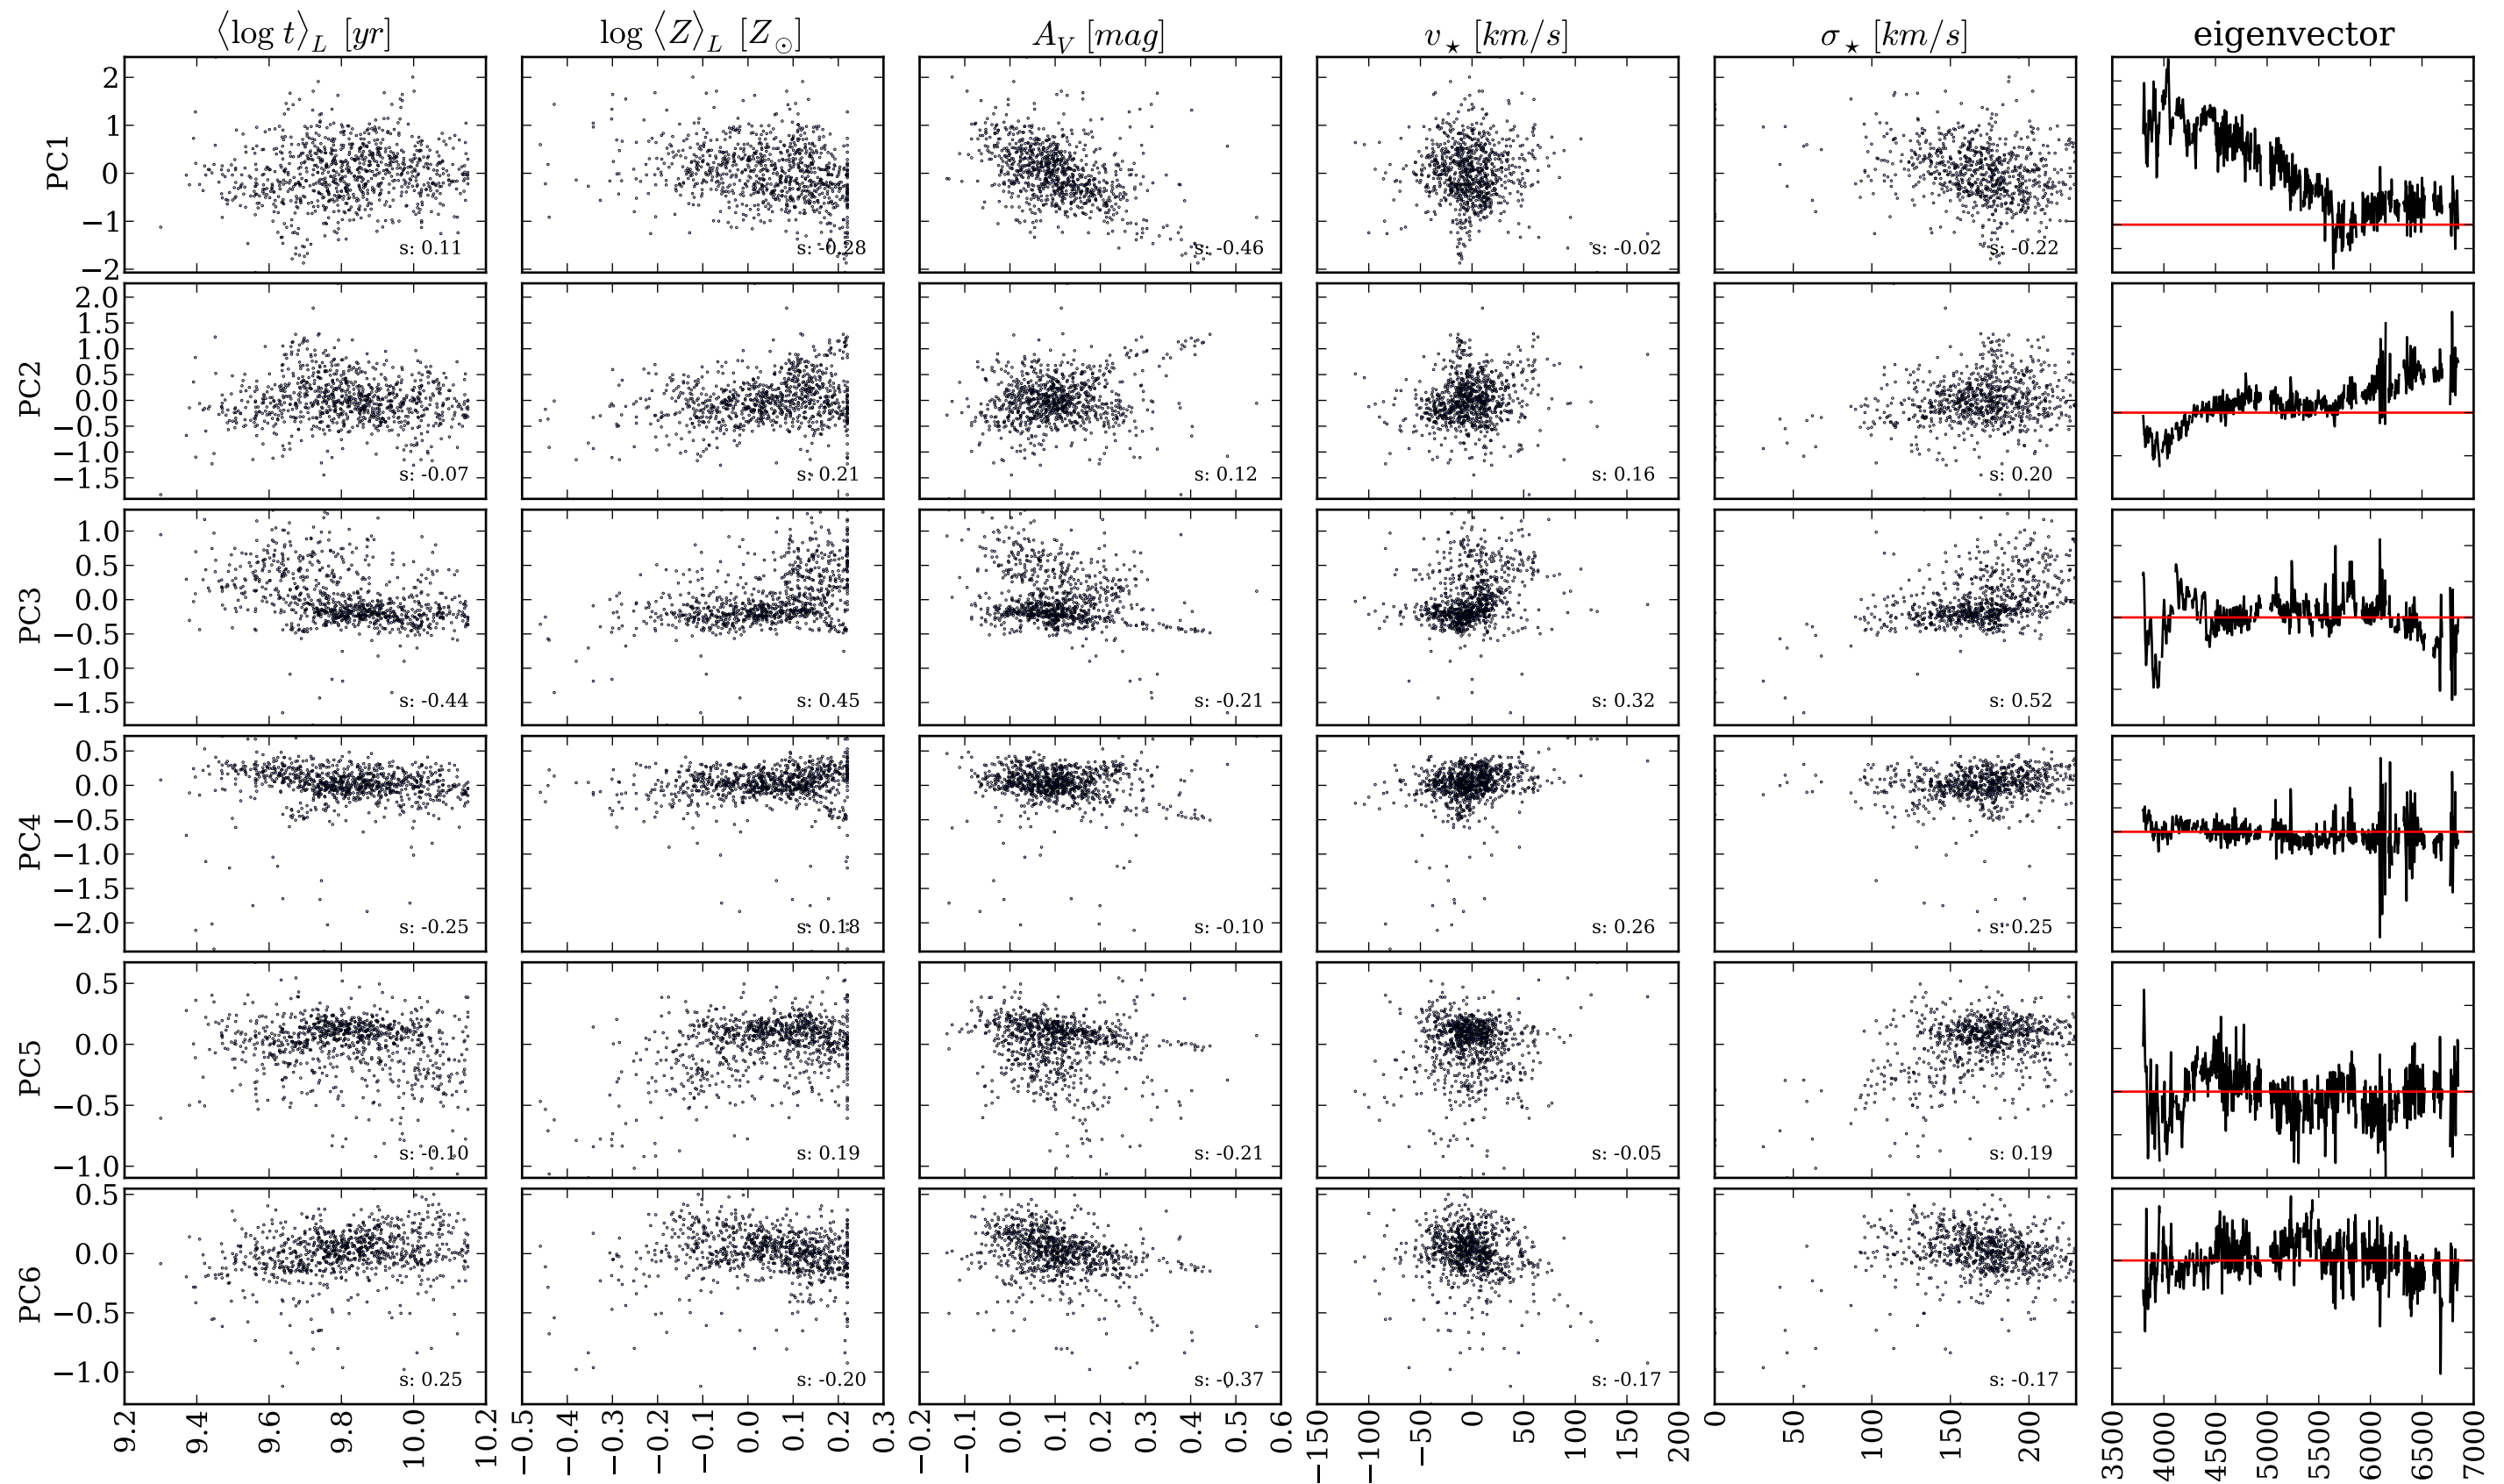 ⟨log t⟩_L [yr] log ⟨Z⟩_L [Z_⊙] A_V [mag] v_⋆ [km/s] σ_⋆ [km/s] eigenvector
PC1
2
1
0
−1
−2
s: 0.11
s: -0.28
s: -0.46
s: -0.02
s: -0.22
PC2
2.0
1.5
1.0
0.5
0.0
−0.5
−1.0
−1.5
s: -0.07
s: 0.21
s: 0.12
s: 0.16
s: 0.20
PC3
1.0
0.5
0.0
−0.5
−1.0
−1.5
s: -0.44
s: 0.45
s: -0.21
s: 0.32
s: 0.52
PC4
0.5
0.0
−0.5
−1.0
−1.5
−2.0
s: -0.25
s: 0.18
s: -0.10
s: 0.26
s: 0.25
PC5
0.5
0.0
−0.5
−1.0
s: -0.10
s: 0.19
s: -0.21
s: -0.05
s: 0.19
PC6
0.5
0.0
−0.5
−1.0
s: 0.25
s: -0.20
s: -0.37
s: -0.17
s: -0.17
9.2 9.4 9.6 9.8 10.0 10.2
−0.5 −0.4 −0.3 −0.2 −0.1 0.0 0.1 0.2 0.3
−0.2 −0.1 0.0 0.1 0.2 0.3 0.4 0.5 0.6
−150 −100 −50 0 50 100 150 200
0 50 100 150 200
3500 4000 4500 5000 5500 6000 6500 7000